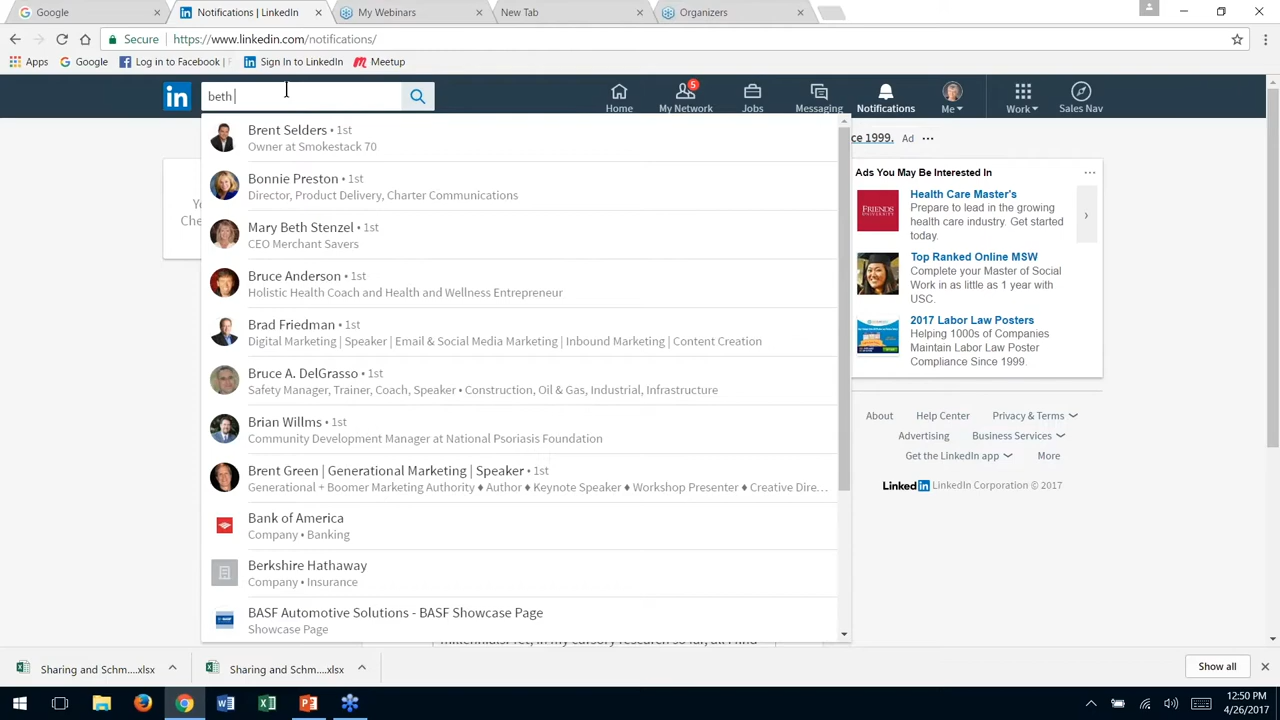 Google
Notifications | LinkedIn
My Webinars
New Tab
Organizers
Secure https://www.linkedin.com/notifications/
Apps Google Log in to Facebook | Sign In to LinkedIn Meetup
in beth
Home
5
My Network
Jobs
Messaging
Notifications
Me
Work
Sales Nav
Brent Selders • 1st
Owner at Smokestack 70
Bonnie Preston • 1st
Director, Product Delivery, Charter Communications
Mary Beth Stenzel • 1st
CEO Merchant Savers
Bruce Anderson • 1st
Holistic Health Coach and Health and Wellness Entrepreneur
Brad Friedman • 1st
Digital Marketing | Speaker | Email & Social Media Marketing | Inbound Marketing | Content Creation
Bruce A. DelGrasso • 1st
Safety Manager, Trainer, Coach, Speaker • Construction, Oil & Gas, Industrial, Infrastructure
Brian Willms • 1st
Community Development Manager at National Psoriasis Foundation
Brent Green | Generational Marketing | Speaker • 1st
Generational + Boomer Marketing Authority ♦ Author ♦ Keynote Speaker ♦ Workshop Presenter ♦ Creative Dire...
Bank of America
Company • Banking
Berkshire Hathaway
Company • Insurance
BASF Automotive Solutions - BASF Showcase Page
Showcase Page
Ye
Che
ce 1999. Ad •••
Ads You May Be Interested In
FRIENDS
UNIVERSITY
Health Care Master's
Prepare to lead in the growing
health care industry. Get started
today.
Top Ranked Online MSW
Complete your Master of Social
Work in as little as 1 year with
USC.
2017 Labor Law Posters
Helping 1000s of Companies
Maintain Labor Law Poster
Compliance Since 1999.
About Help Center Privacy & Terms
Advertising Business Services
Get the LinkedIn app More
Linked in LinkedIn Corporation © 2017
Sharing and Schm....xlsx
Sharing and Schm....xlsx
Show all
12:50 PM
4/26/2017